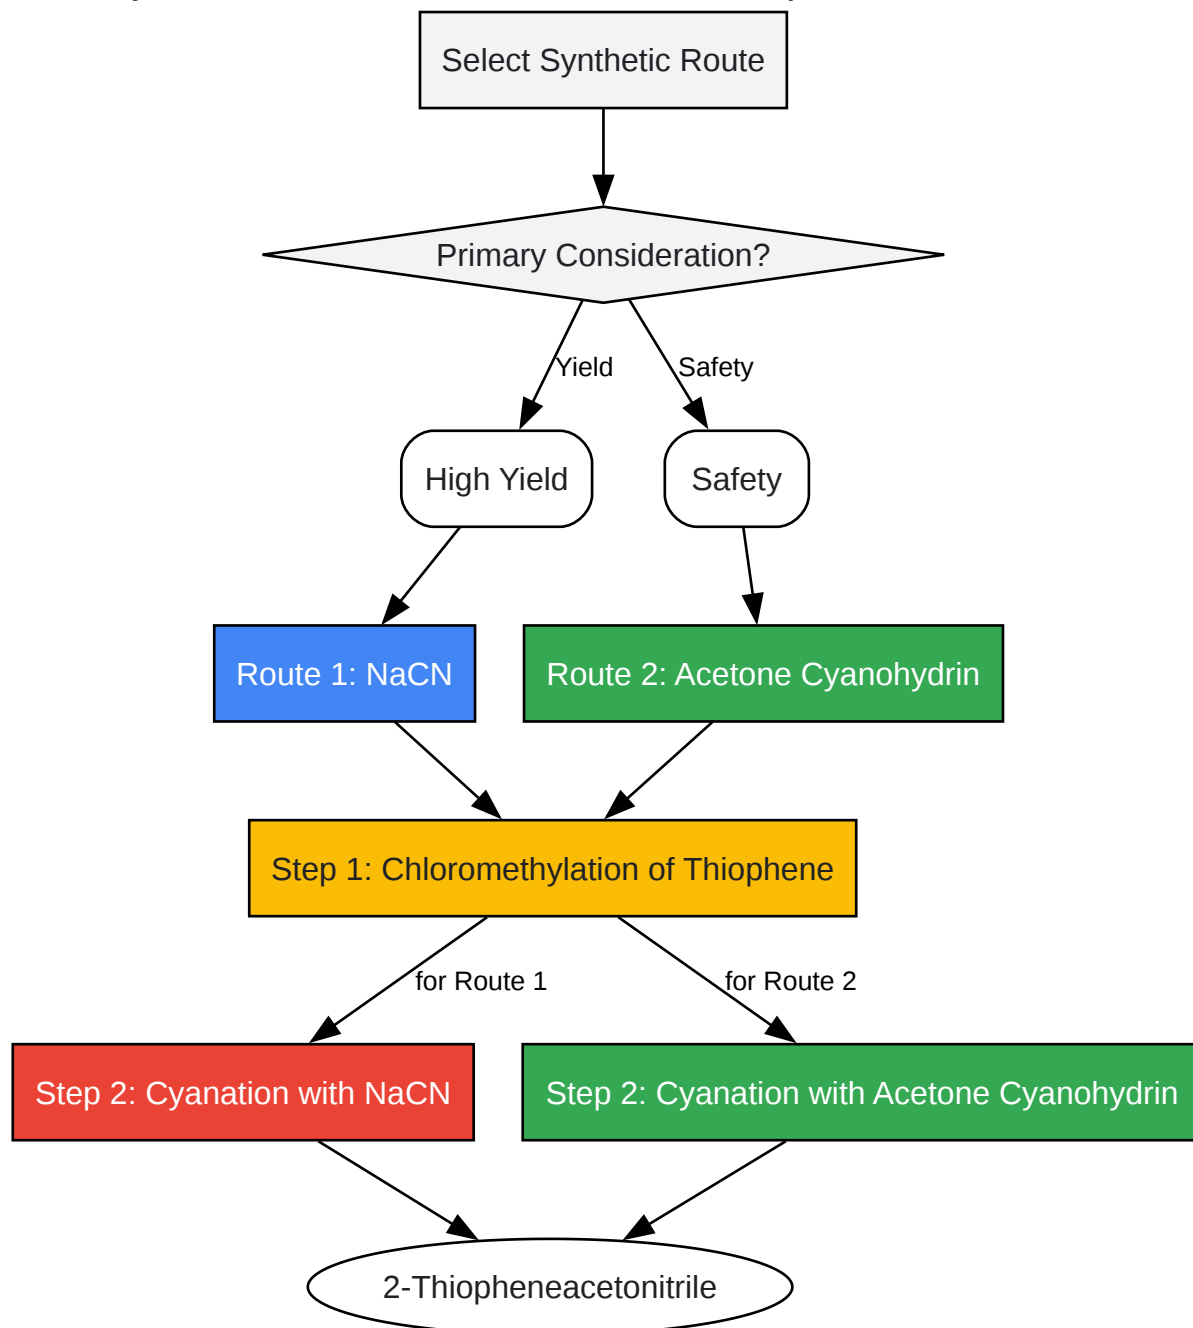 Select Synthetic Route
Primary Consideration?
Yield
Safety
High Yield
Safety
Route 1: NaCN
Route 2: Acetone Cyanohydrin
Step 1: Chloromethylation of Thiophene
for Route 1
for Route 2
Step 2: Cyanation with NaCN
Step 2: Cyanation with Acetone Cyanohydrin
2-Thiopheneacetonitrile